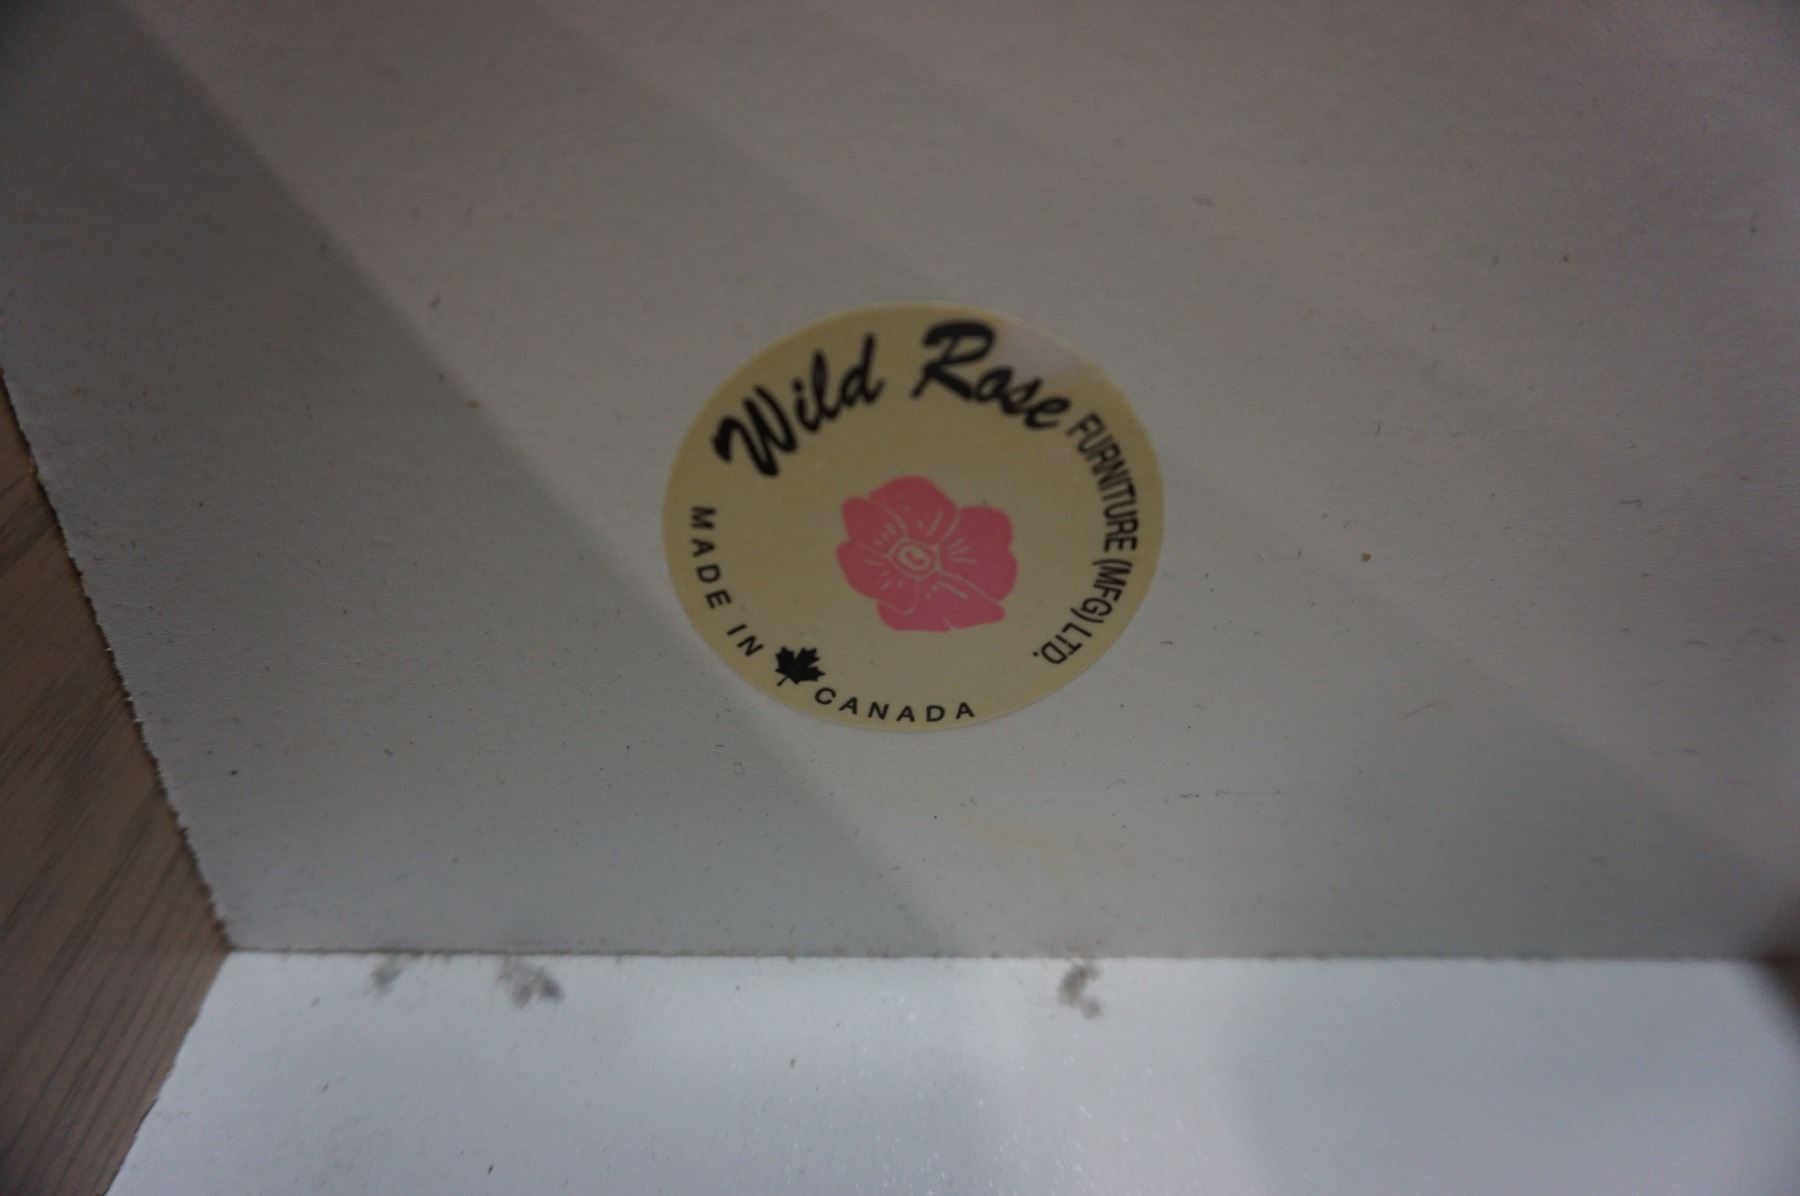 Wild Rose
FURNITURE (MFG) LTD.
MADE IN CANADA